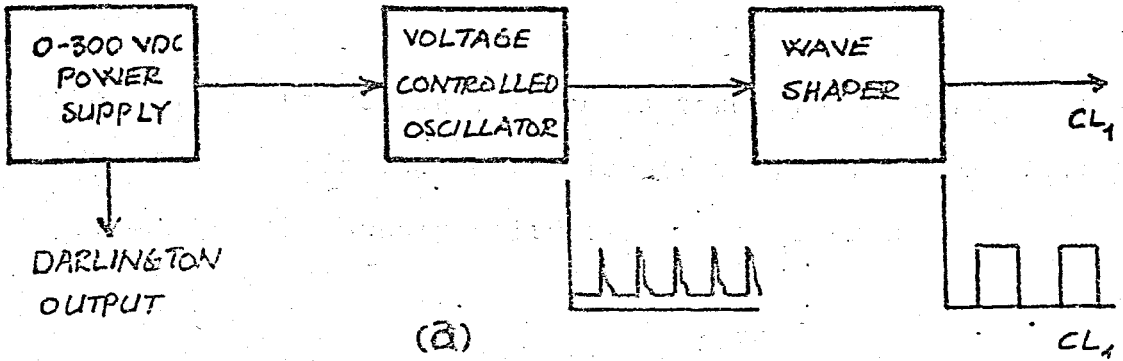 0-300 VDC
POWER
SUPPLY
VOLTAGE
CONTROLLED
OSCILLATOR
WAVE
SHAPER
CL₁
DARLINGTON
OUTPUT
(a)
CL₁